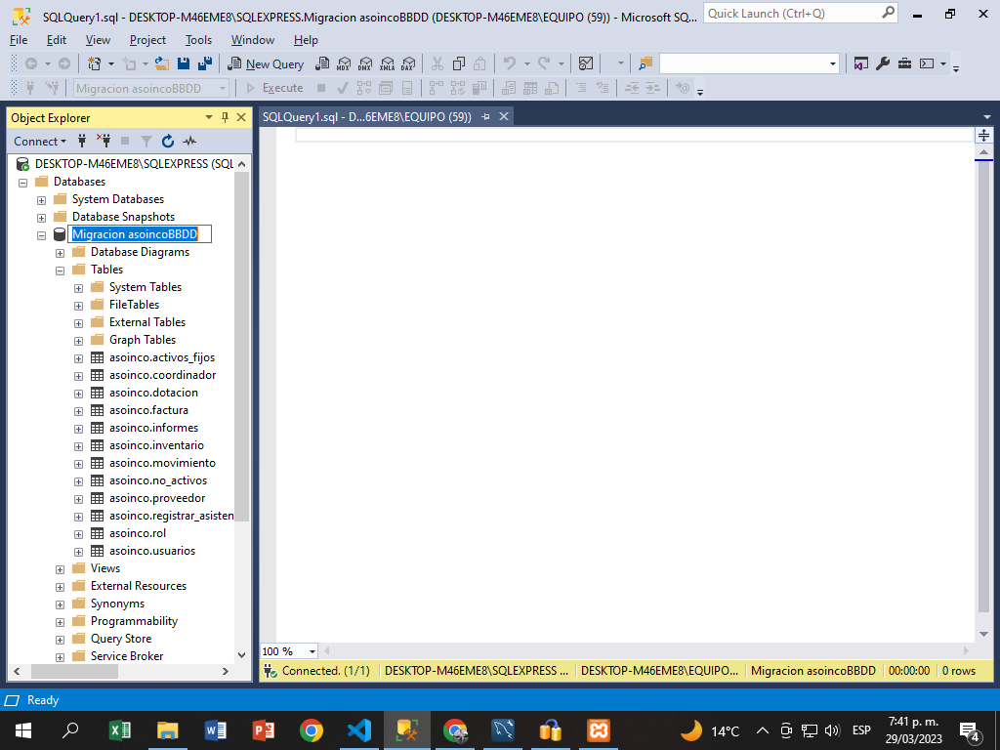 SQLQuery1.sql - DESKTOP-M46EME8\SQLEXPRESS.Migracion asoincoBBDD (DESKTOP-M46EME8\EQUIPO (59)) - Microsoft SQ...
Quick Launch (Ctrl+Q)
File Edit View Project Tools Window Help
New Query MDX DMX XMLA DAX
Migracion asoincoBBDD Execute
Object Explorer
SQLQuery1.sql - D...6EME8\EQUIPO (59))
Connect
DESKTOP-M46EME8\SQLEXPRESS (SQL
Databases
System Databases
Database Snapshots
Migracion asoincoBBDD
Database Diagrams
Tables
System Tables
FileTables
External Tables
Graph Tables
asoinco.activos_fijos
asoinco.coordinador
asoinco.dotacion
asoinco.factura
asoinco.informes
asoinco.inventario
asoinco.movimiento
asoinco.no_activos
asoinco.proveedor
asoinco.registrar_asisten
asoinco.rol
asoinco.usuarios
Views
External Resources
Synonyms
Programmability
Query Store
Service Broker
100 %
Connected. (1/1) DESKTOP-M46EME8\SQLEXPRESS ... DESKTOP-M46EME8\EQUIPO... Migracion asoincoBBDD 00:00:00 0 rows
Ready
14°C ESP 7:41 p. m.
29/03/2023
4